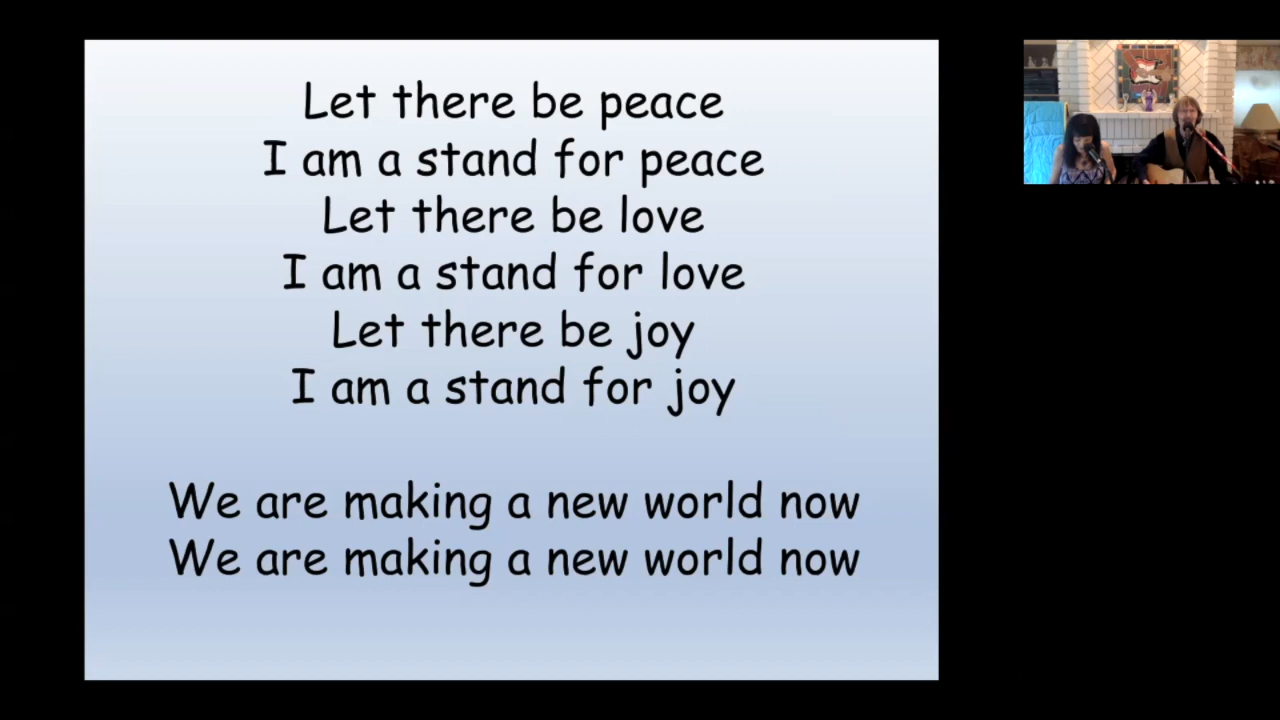 Let there be peace
I am a stand for peace
Let there be love
I am a stand for love
Let there be joy
I am a stand for joy
We are making a new world now
We are making a new world now